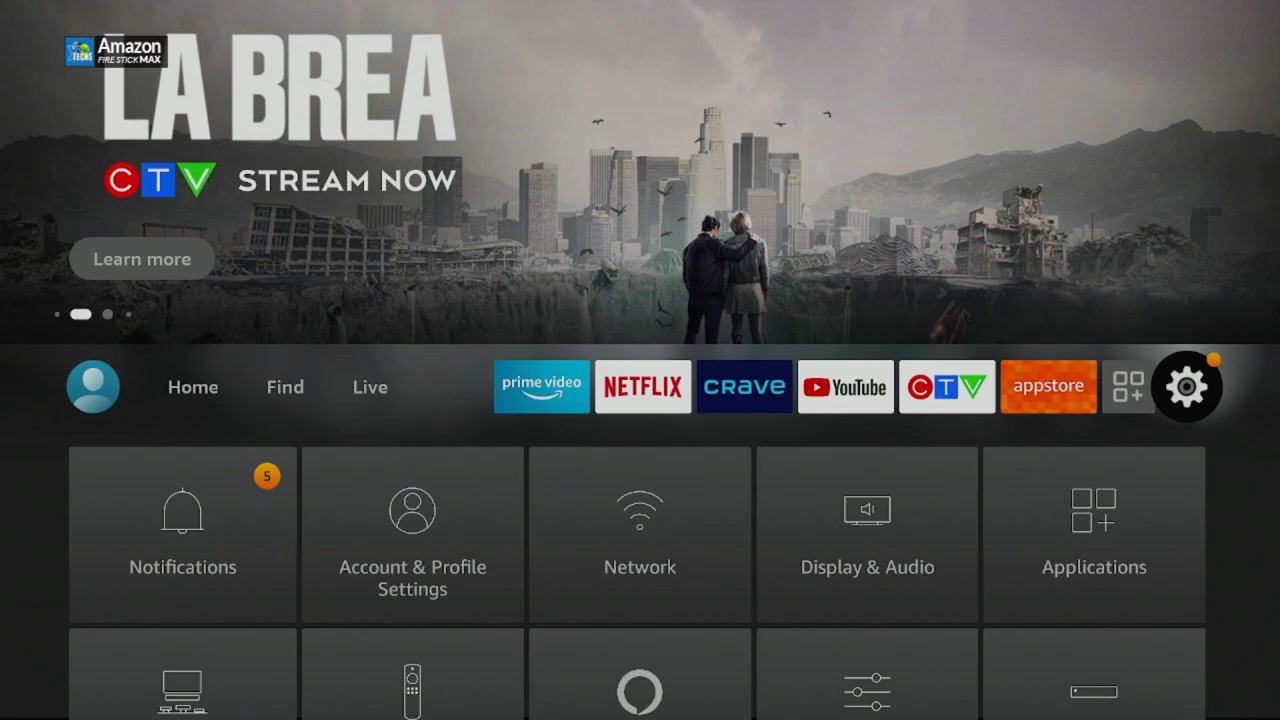 TECHS
Amazon
FIRE STICK MAX
LA BREA
CTV STREAM NOW
Learn more
Home Find Live prime video NETFLIX CRAVE YouTube CTV appstore
5
Notifications
Account & Profile
Settings
Network
Display & Audio
Applications